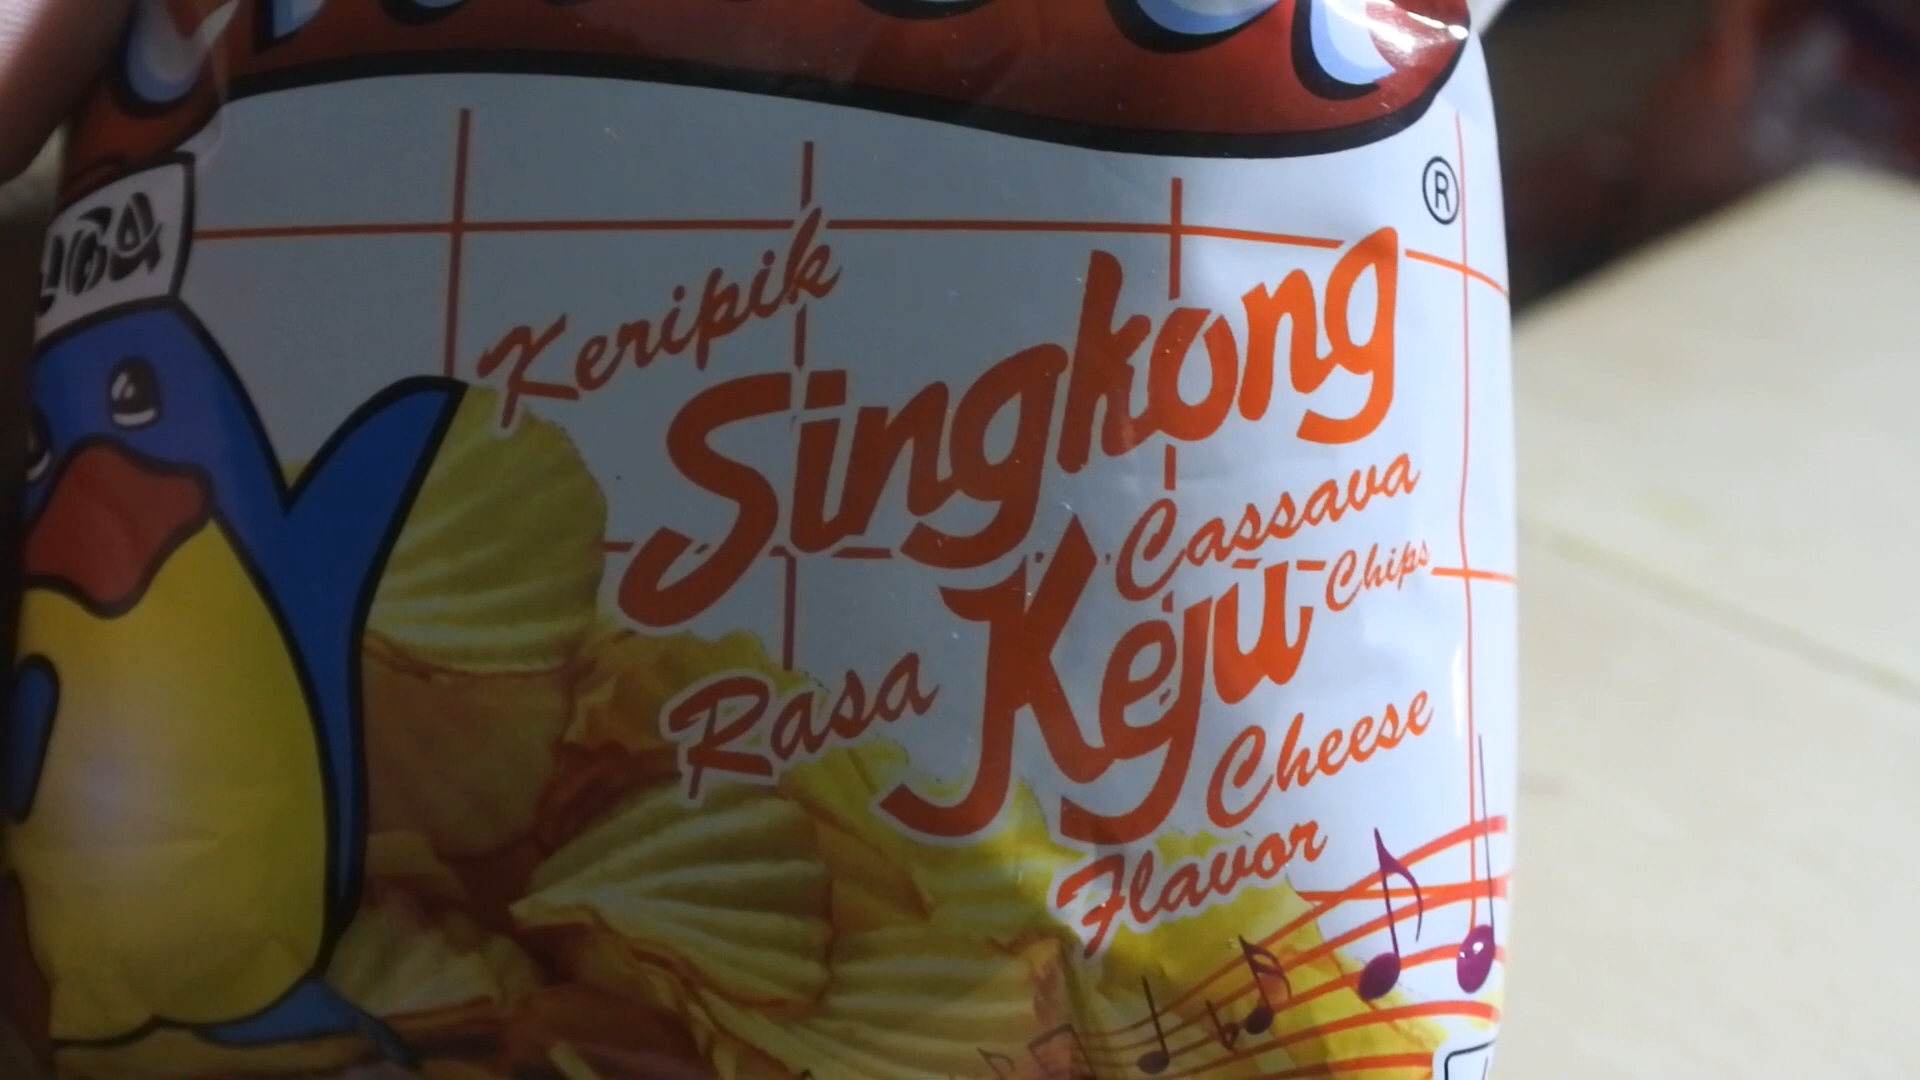 ®
Keripik
Singkong
Cassava
Chips
Rasa Keju
Cheese
Flavor